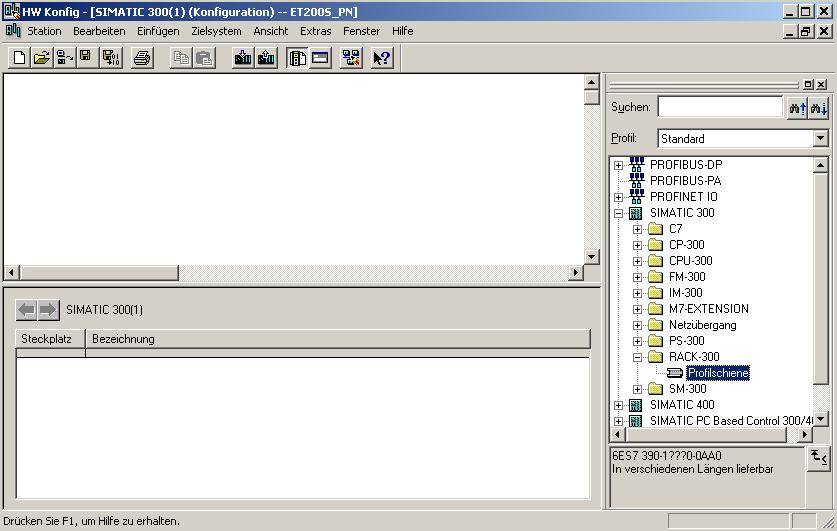 HW Konfig - [SIMATIC 300(1) (Konfiguration) -- ET200S_PN]
Station Bearbeiten Einfügen Zielsystem Ansicht Extras Fenster Hilfe
Suchen:
Profil: Standard
PROFIBUS-DP
PROFIBUS-PA
PROFINET IO
SIMATIC 300
C7
CP-300
CPU-300
FM-300
IM-300
M7-EXTENSION
Netzübergang
PS-300
RACK-300
Profilschiene
SM-300
SIMATIC 400
SIMATIC PC Based Control 300/4
6ES7 390-1???0-0AA0
In verschiedenen Längen lieferbar
SIMATIC 300(1)
Steckplatz Bezeichnung
Drücken Sie F1, um Hilfe zu erhalten.